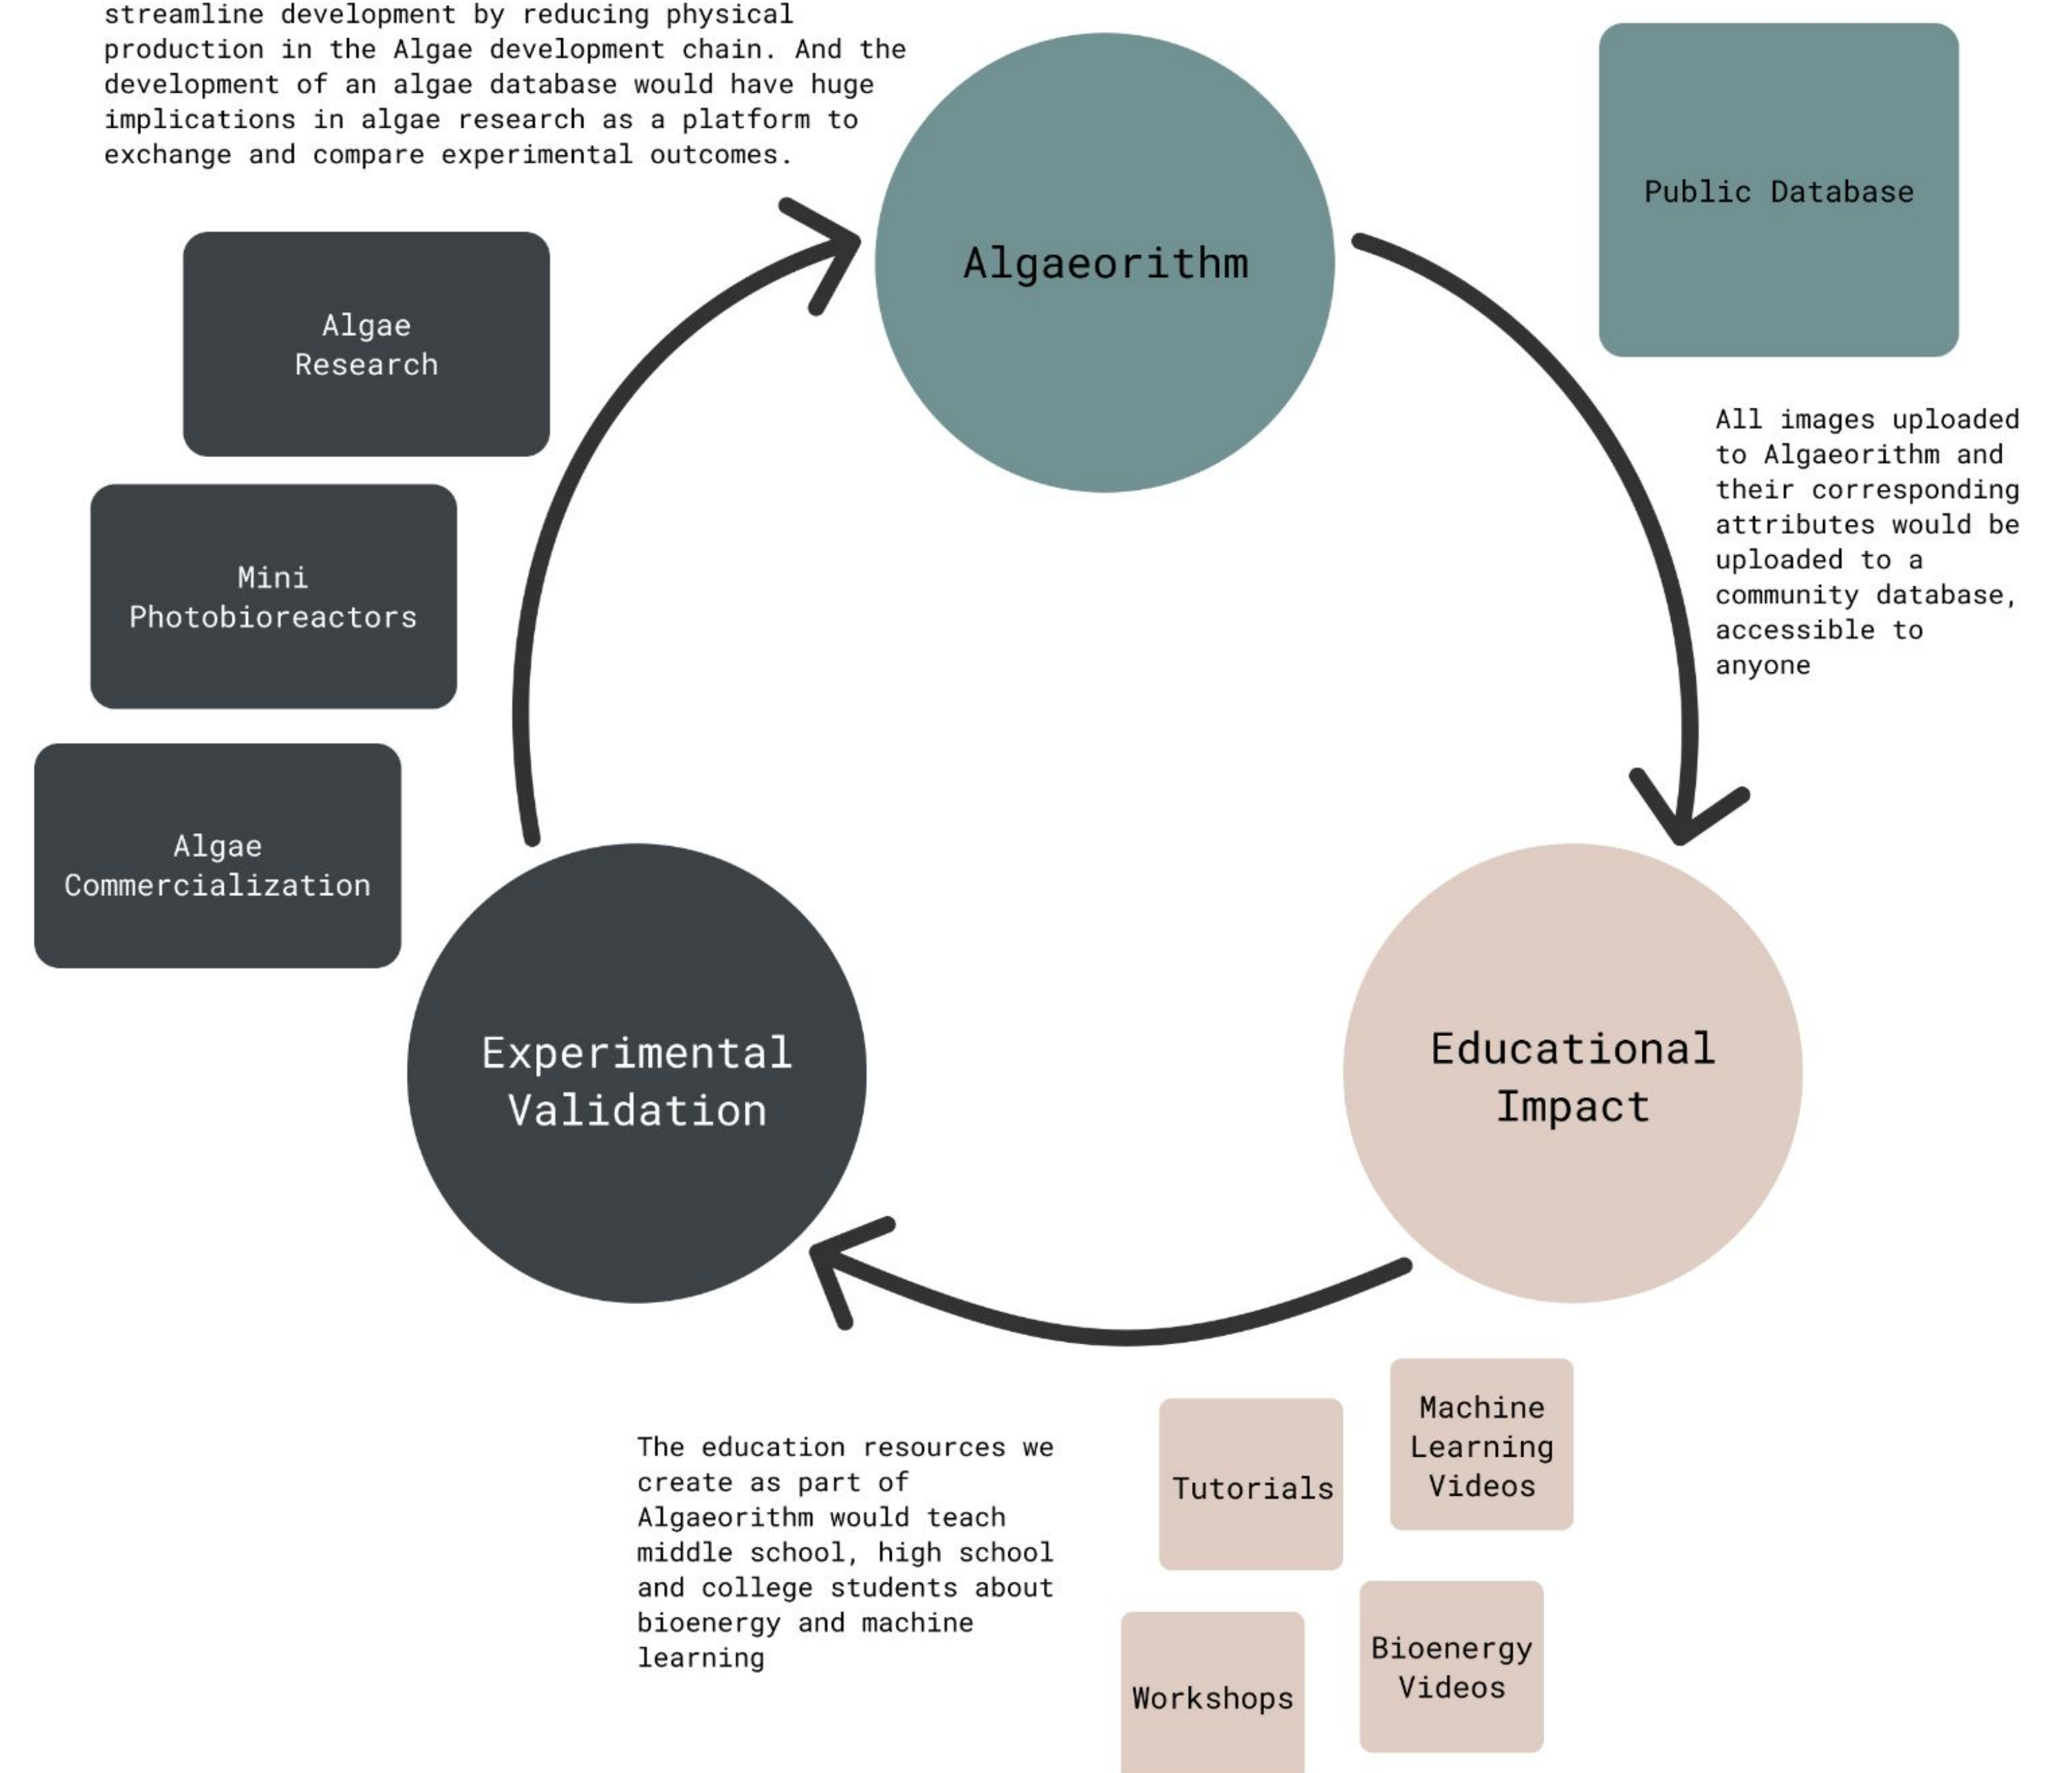 streamline development by reducing physical
production in the Algae development chain. And the
development of an algae database would have huge
implications in algae research as a platform to
exchange and compare experimental outcomes.
Algaeorithm
Public Database
All images uploaded
to Algaeorithm and
their corresponding
attributes would be
uploaded to a
community database,
accessible to
anyone
Algae
Research
Mini
Photobioreactors
Algae
Commercialization
Experimental
Validation
Educational
Impact
The education resources we
create as part of
Algaeorithm would teach
middle school, high school
and college students about
bioenergy and machine
learning
Tutorials
Machine
Learning
Videos
Workshops
Bioenergy
Videos